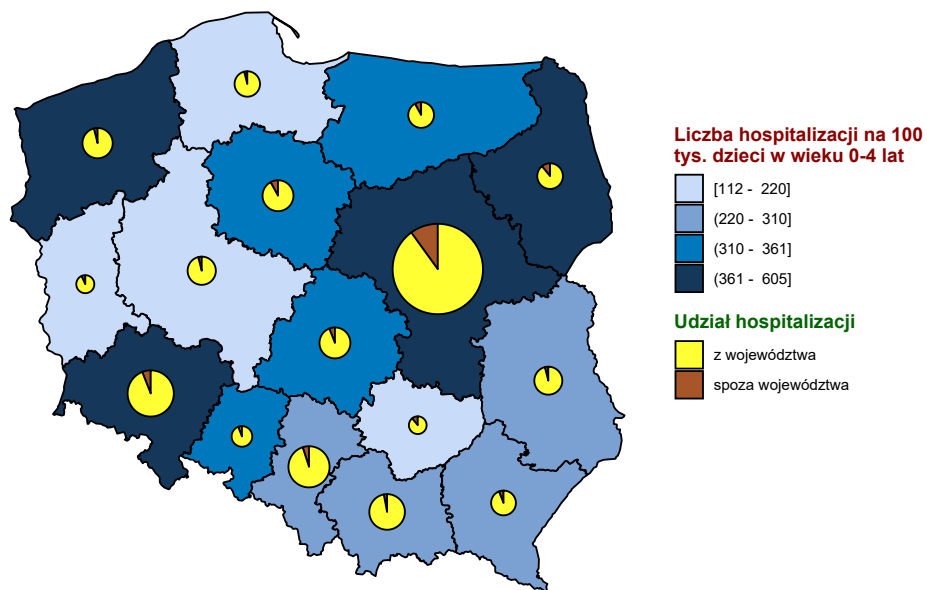 Liczba hospitalizacji na 100
tys. dzieci w wieku 0-4 lat
[112 - 220]
(220 - 310]
(310 - 361]
(361 - 605]
Udział hospitalizacji
z województwa
spoza województwa